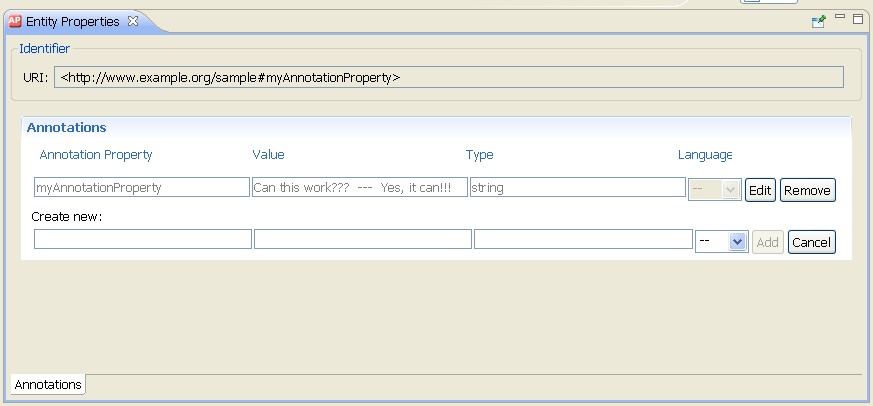 AP Entity Properties
Identifier
URI: <http://www.example.org/sample#myAnnotationProperty>
Annotations
Annotation Property Value Type Language
myAnnotationProperty Can this work??? --- Yes, it can!!! string -- Edit Remove
Create new:
-- Add Cancel
Annotations